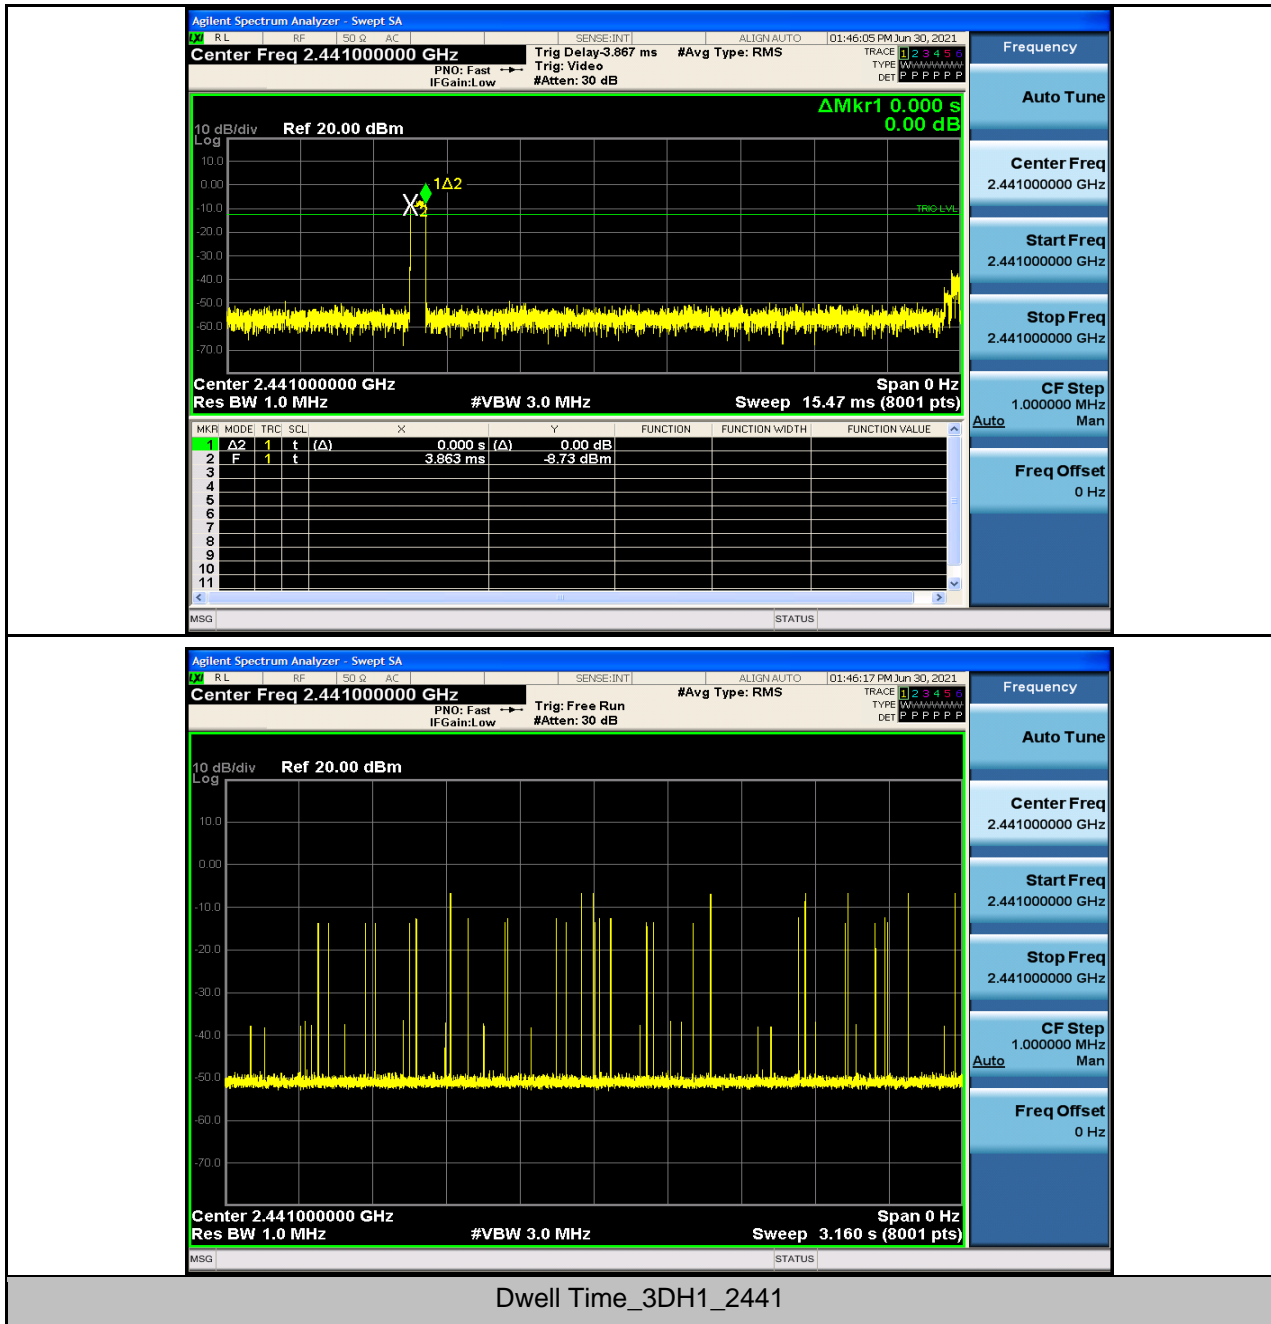 Agilent Spectrum Analyzer - Swept SA
LXI RL RF 50 Ω AC SENSE:INT ALIGN AUTO 01:46:05 PM Jun 30, 2021
Center Freq 2.441000000 GHz Trig Delay-3.867 ms #Avg Type: RMS TRACE 1 2 3 4 5 6
PNO: Fast Trig: Video TYPE
IFGain:Low #Atten: 30 dB DET P P P P P P
ΔMkr1 0.000 s
0.00 dB
10 dB/div Ref 20.00 dBm
Log
10.0
0.00
1Δ2
-10.0
X2
TRIG LVL
-20.0
-30.0
-40.0
-50.0
-60.0
-70.0
Center 2.441000000 GHz Span 0 Hz
Res BW 1.0 MHz #VBW 3.0 MHz Sweep 15.47 ms (8001 pts)
MKR MODE TRC SCL X Y FUNCTION FUNCTION WIDTH FUNCTION VALUE
1 Δ2 1 t (Δ) 0.000 s (Δ) 0.00 dB
2 F 1 t 3.863 ms -8.73 dBm
3
4
5
6
7
8
9
10
11
MSG STATUS
Frequency
Auto Tune
Center Freq
2.441000000 GHz
Start Freq
2.441000000 GHz
Stop Freq
2.441000000 GHz
CF Step
1.000000 MHz
Auto Man
Freq Offset
0 Hz
Agilent Spectrum Analyzer - Swept SA
LXI RL RF 50 Ω AC SENSE:INT ALIGN AUTO 01:46:17 PM Jun 30, 2021
Center Freq 2.441000000 GHz #Avg Type: RMS TRACE 1 2 3 4 5 6
PNO: Fast Trig: Free Run TYPE
IFGain:Low #Atten: 30 dB DET P P P P P P
10 dB/div Ref 20.00 dBm
Log
10.0
0.00
-10.0
-20.0
-30.0
-40.0
-50.0
-60.0
-70.0
Center 2.441000000 GHz Span 0 Hz
Res BW 1.0 MHz #VBW 3.0 MHz Sweep 3.160 s (8001 pts)
MSG STATUS
Frequency
Auto Tune
Center Freq
2.441000000 GHz
Start Freq
2.441000000 GHz
Stop Freq
2.441000000 GHz
CF Step
1.000000 MHz
Auto Man
Freq Offset
0 Hz
Dwell Time_3DH1_2441